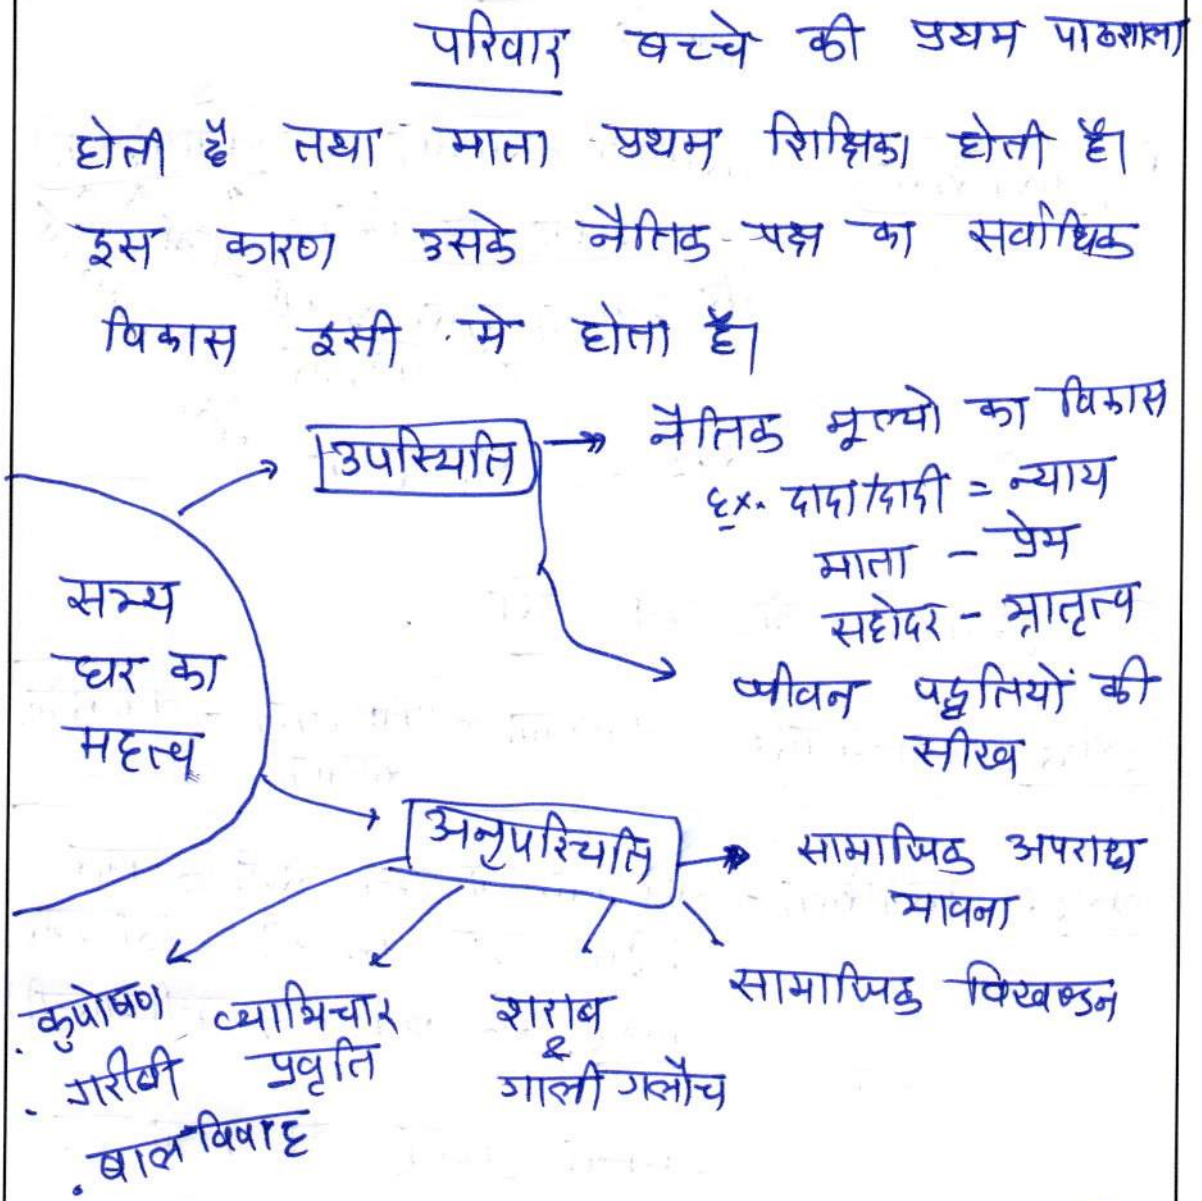 परिवार बच्चे की प्रथम पाठशाला
होती है तथा माता प्रथम शिक्षिका होती है।
इस कारण उसके नैतिक पक्ष का सर्वाधिक
विकास इसी मे होता है।
सभ्य
घर का
महत्व
उपस्थिति
नैतिक मूल्यो का विकास
Ex. दादा/दादी = न्याय
माता - प्रेम
सहोदर - भ्रातृत्व
जीवन पद्धतियों की
सीख
अनुपस्थिति
सामाजिक अपराध
भावना
सामाजिक विखण्डन
शराब
&
गाली गलौच
व्याभिचार
प्रवृति
. कुपोषण
. गरीबी
. बाल विवाह